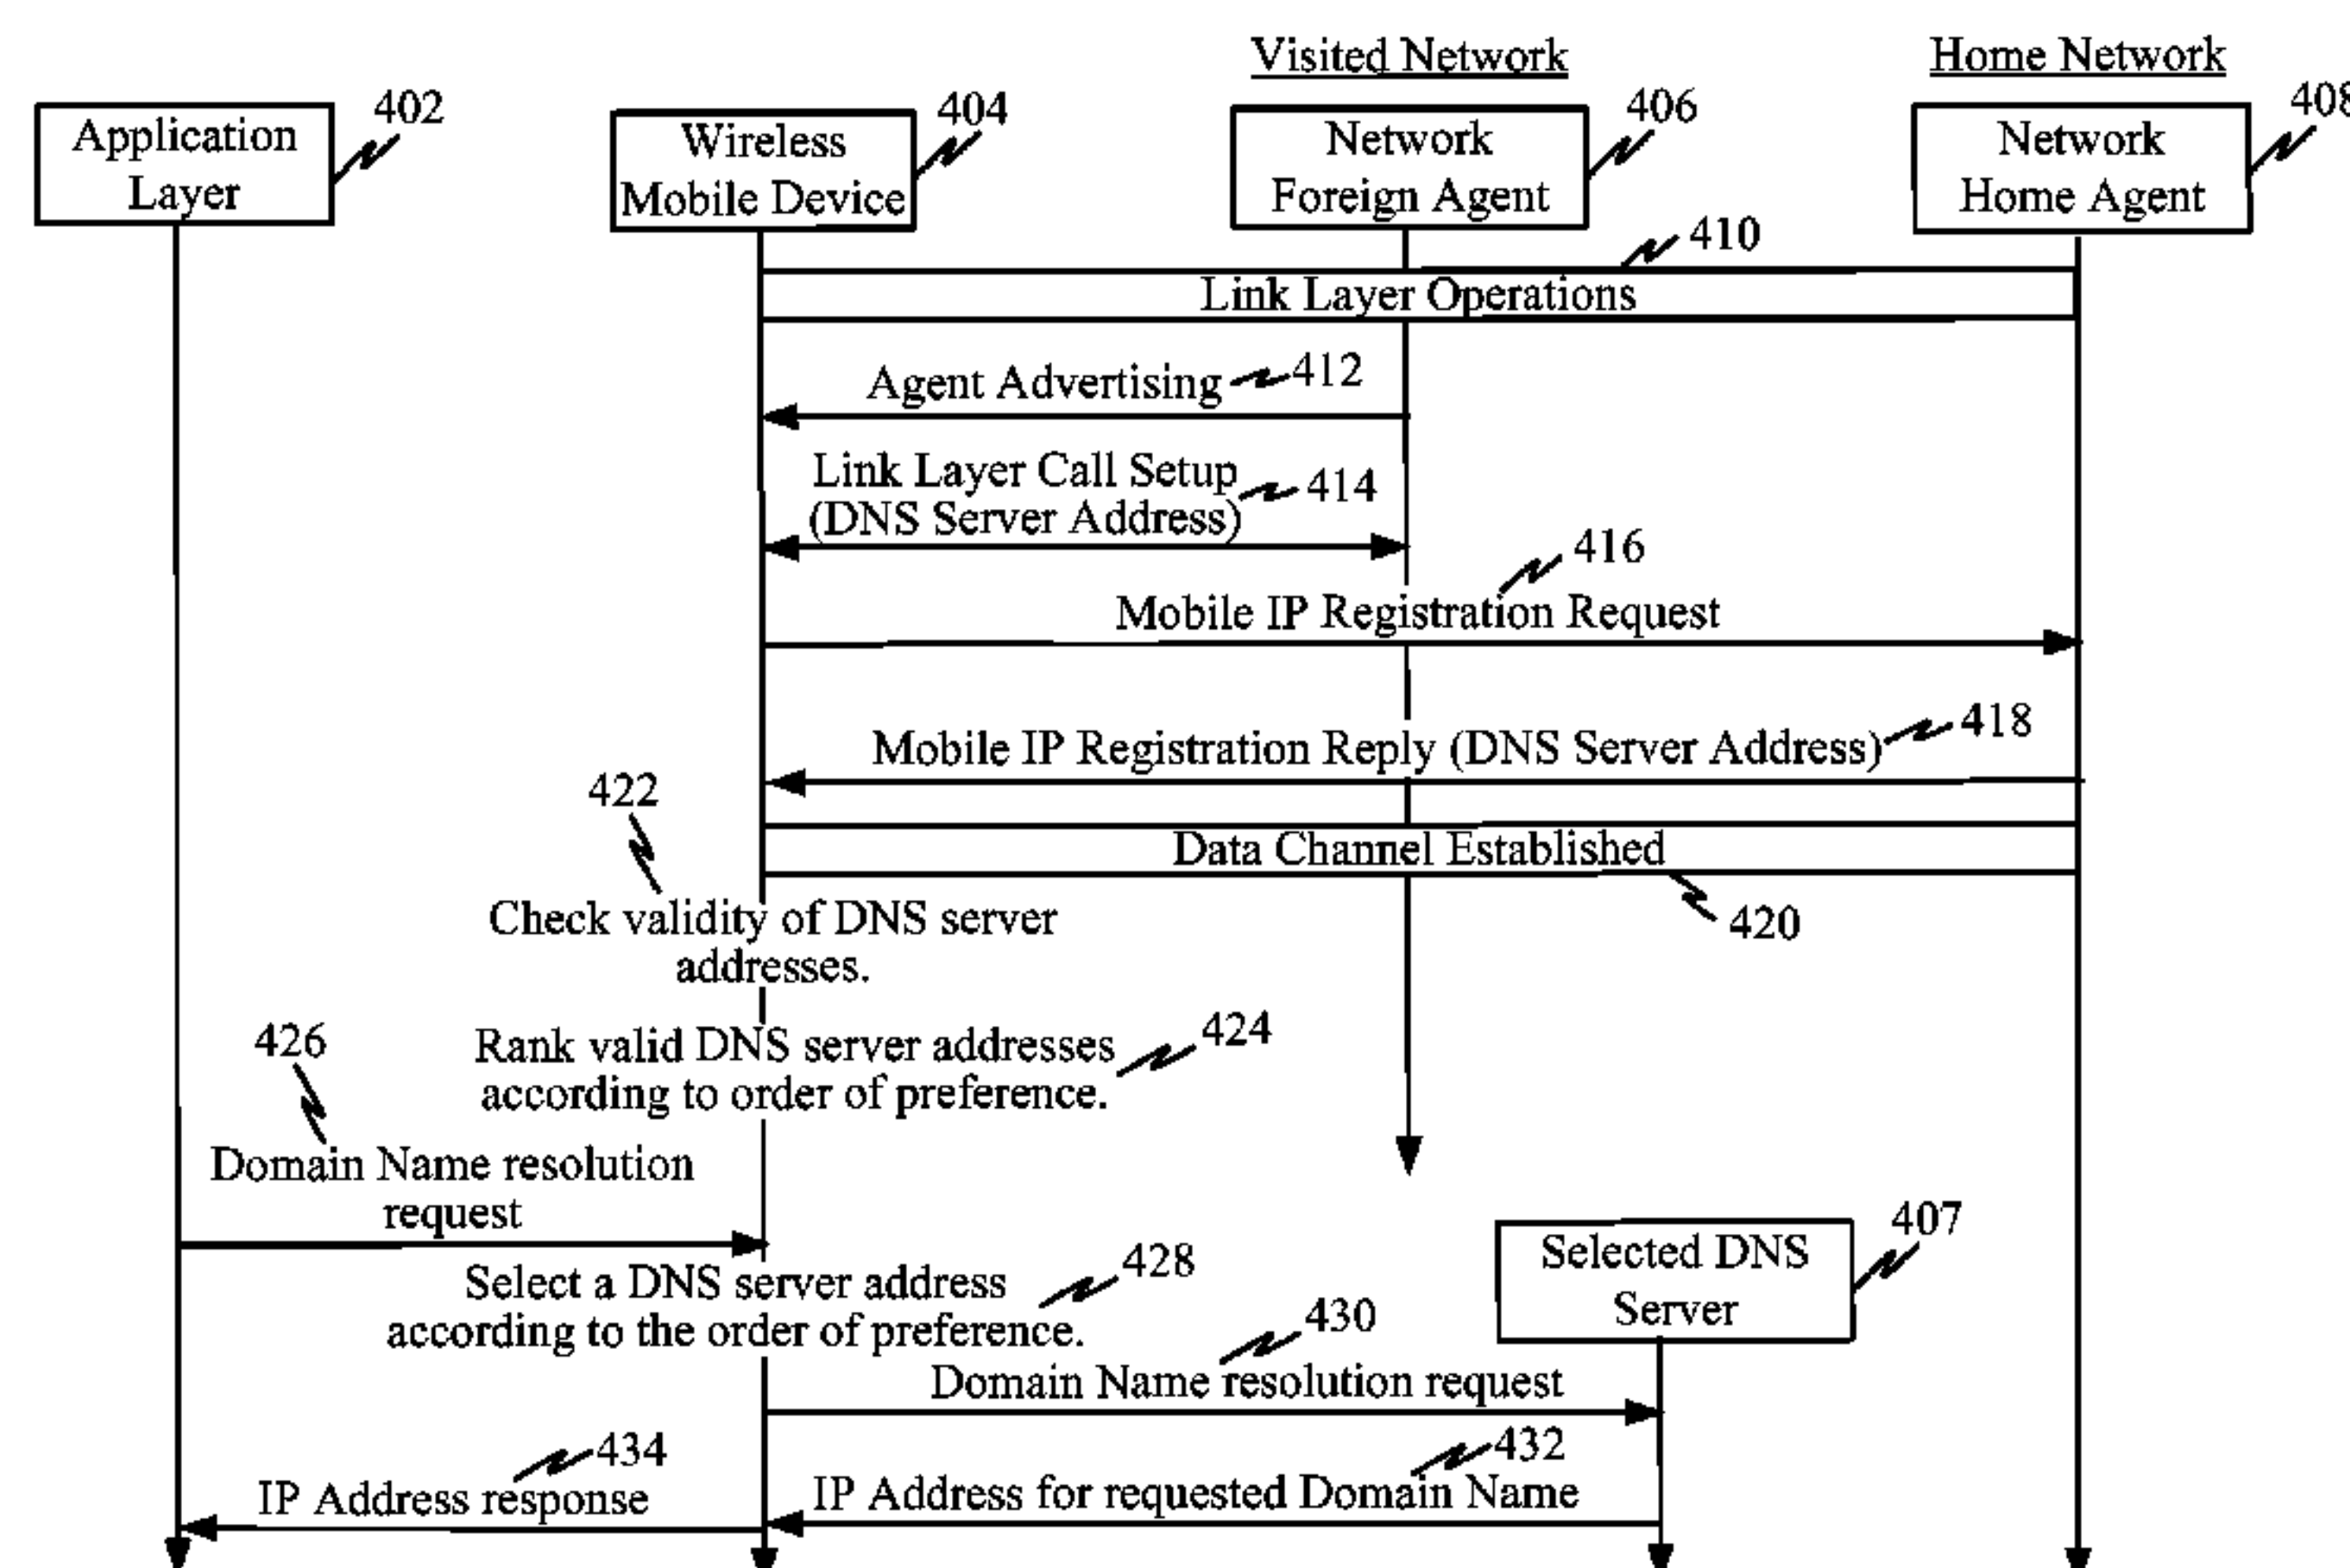 Visited Network
Home Network
402
404
406
408
Application
Layer
Wireless
Mobile Device
Network
Foreign Agent
Network
Home Agent
410
Link Layer Operations
Agent Advertising
412
Link Layer Call Setup
(DNS Server Address)
414
416
Mobile IP Registration Request
Mobile IP Registration Reply (DNS Server Address)
418
422
Data Channel Established
420
Check validity of DNS server
addresses.
426
Rank valid DNS server addresses
according to order of preference.
424
Domain Name resolution
request
407
Selected DNS
Server
Select a DNS server address
according to the order of preference.
428
430
Domain Name resolution request
434
432
IP Address response
IP Address for requested Domain Name